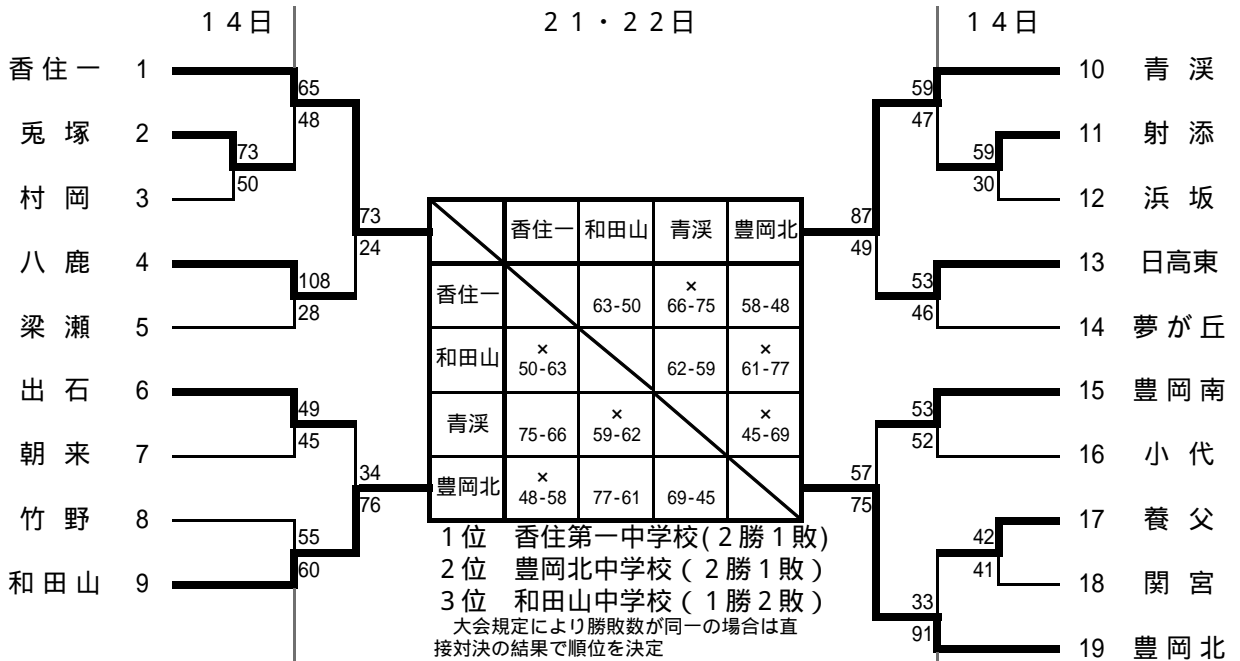 １４日
２１・２２日
１４日
香住一 1
兎塚 2
村岡 3
八鹿 4
梁瀬 5
出石 6
朝来 7
竹野 8
和田山 9
65
48
73
50
108
28
49
45
55
60
73
24
34
76
香住一 和田山 青渓 豊岡北
香住一 63-50 × 66-75 58-48
和田山 × 50-63 62-59 × 61-77
青渓 75-66 × 59-62 × 45-69
豊岡北 × 48-58 77-61 69-45
１位　香住第一中学校(２勝１敗)
２位　豊岡北中学校（２勝１敗）
３位　和田山中学校（１勝２敗）
大会規定により勝敗数が同一の場合は直
接対決の結果で順位を決定
87
49
57
75
59
47
59
30
53
46
53
52
42
41
33
91
10 青渓
11 射添
12 浜坂
13 日高東
14 夢が丘
15 豊岡南
16 小代
17 養父
18 関宮
19 豊岡北